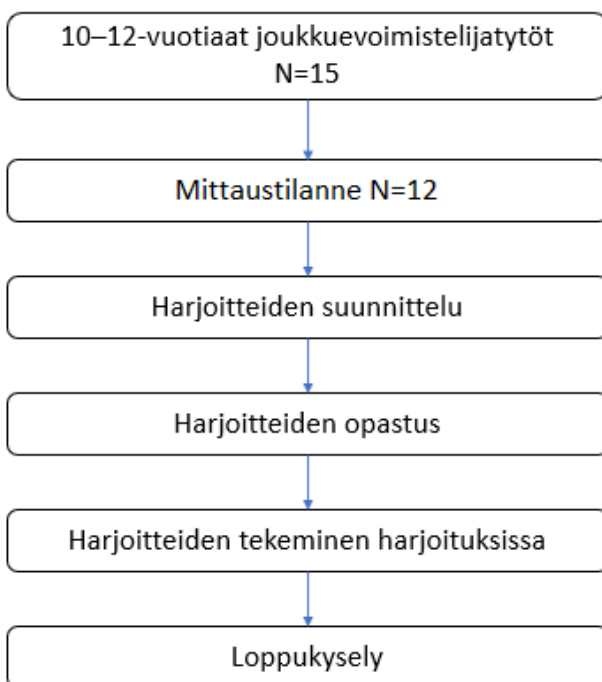 10–12-vuotiaat joukkuevoimistelijatytöt
N=15
Mittaustilanne N=12
Harjoitteiden suunnittelu
Harjoitteiden opastus
Harjoitteiden tekeminen harjoituksissa
Loppukysely